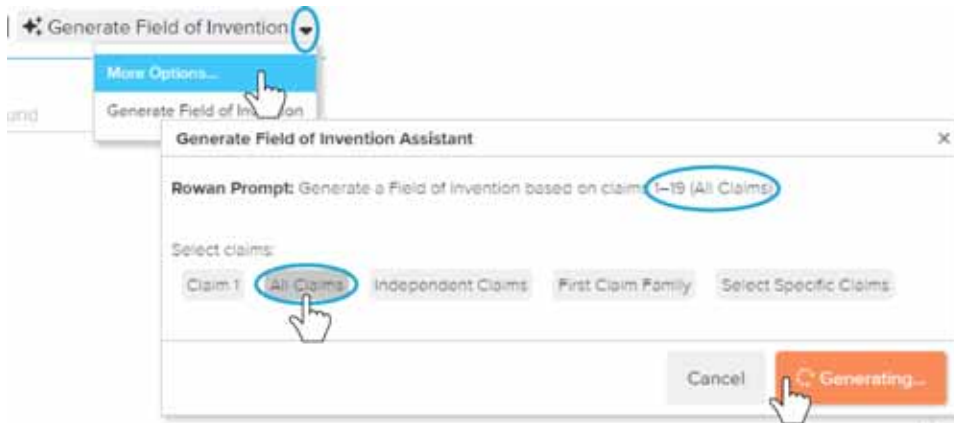 Generate Field of Invention
More Options...
und
Generate Field of Invention
Generate Field of Invention Assistant
Rowan Prompt: Generate a Field of Invention based on claims 1–19 (All Claims)
Select claims:
Claim 1 All Claims Independent Claims First Claim Family Select Specific Claims
Cancel Generating...